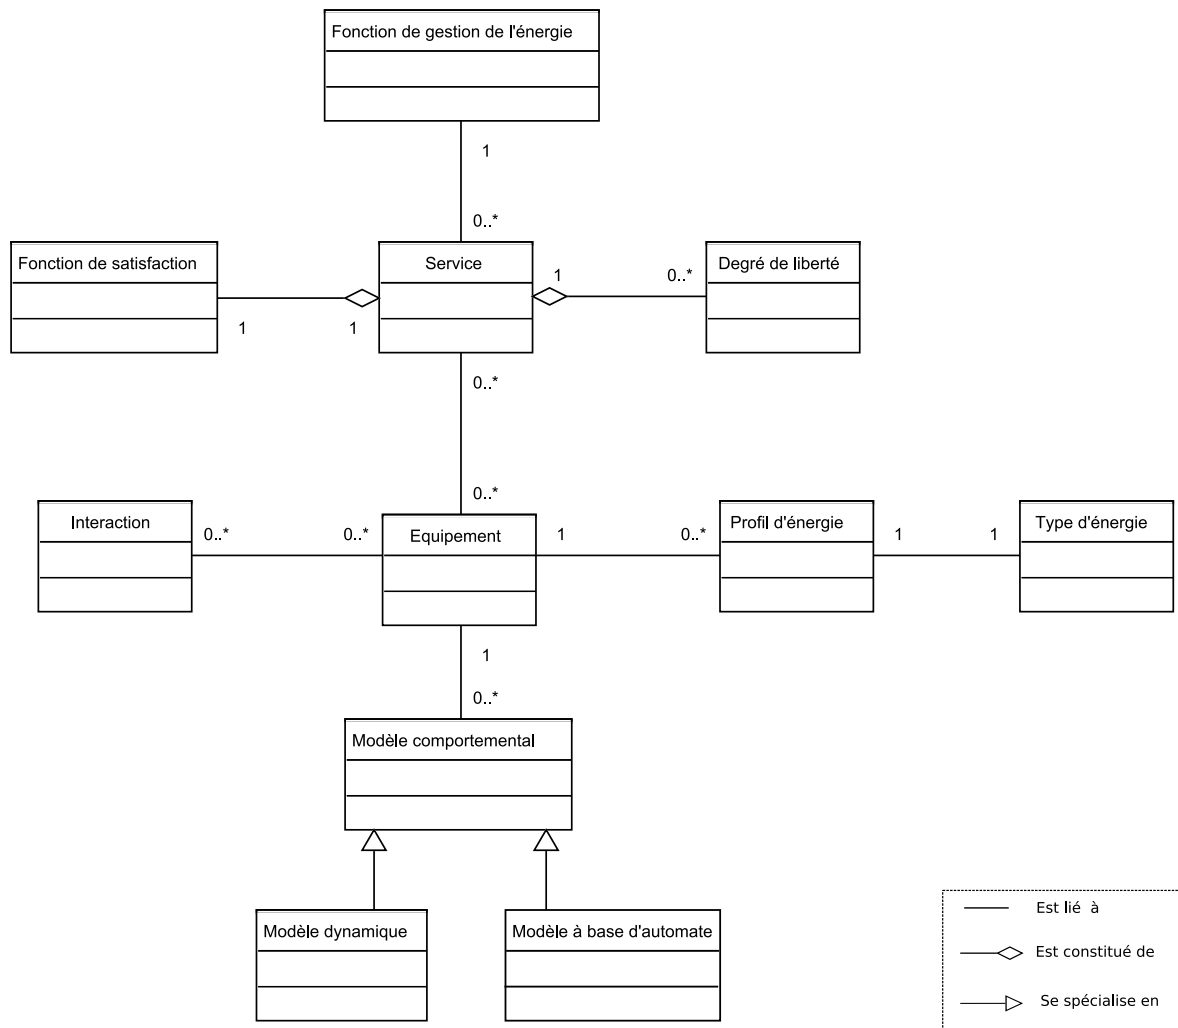 Fonction de gestion de l'énergie
1
0..*
Fonction de satisfaction
Service
Degré de liberté
1
0..*
1
1
0..*
0..*
Interaction
Equipement
Profil d'énergie
Type d'énergie
0..*
0..*
1
0..*
1
1
1
0..*
Modèle comportemental
Modèle dynamique
Modèle à base d'automate
Est lié à
Est constitué de
Se spécialise en